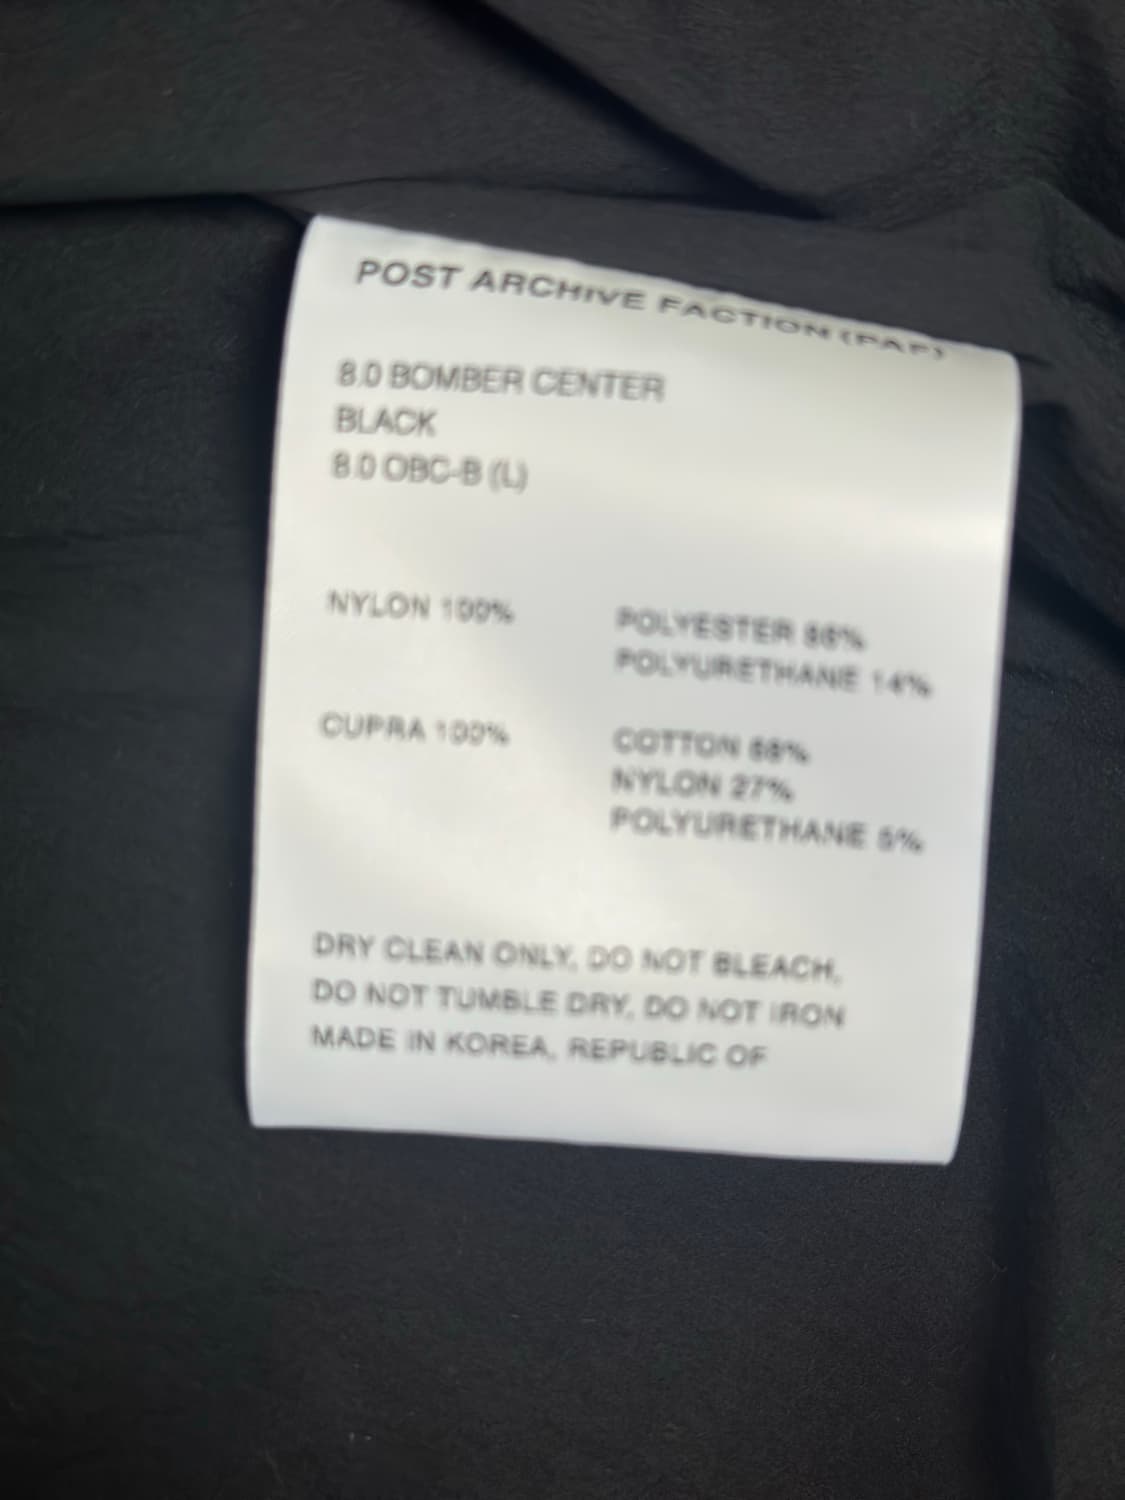 POST ARCHIVE FACTION (PAF)
8.0 BOMBER CENTER
BLACK
8.0 OBC-B (L)
NYLON 100%
POLYESTER 86%
POLYURETHANE 14%
CUPRA 100%
COTTON 68%
NYLON 27%
POLYURETHANE 5%
DRY CLEAN ONLY, DO NOT BLEACH,
DO NOT TUMBLE DRY, DO NOT IRON
MADE IN KOREA, REPUBLIC OF